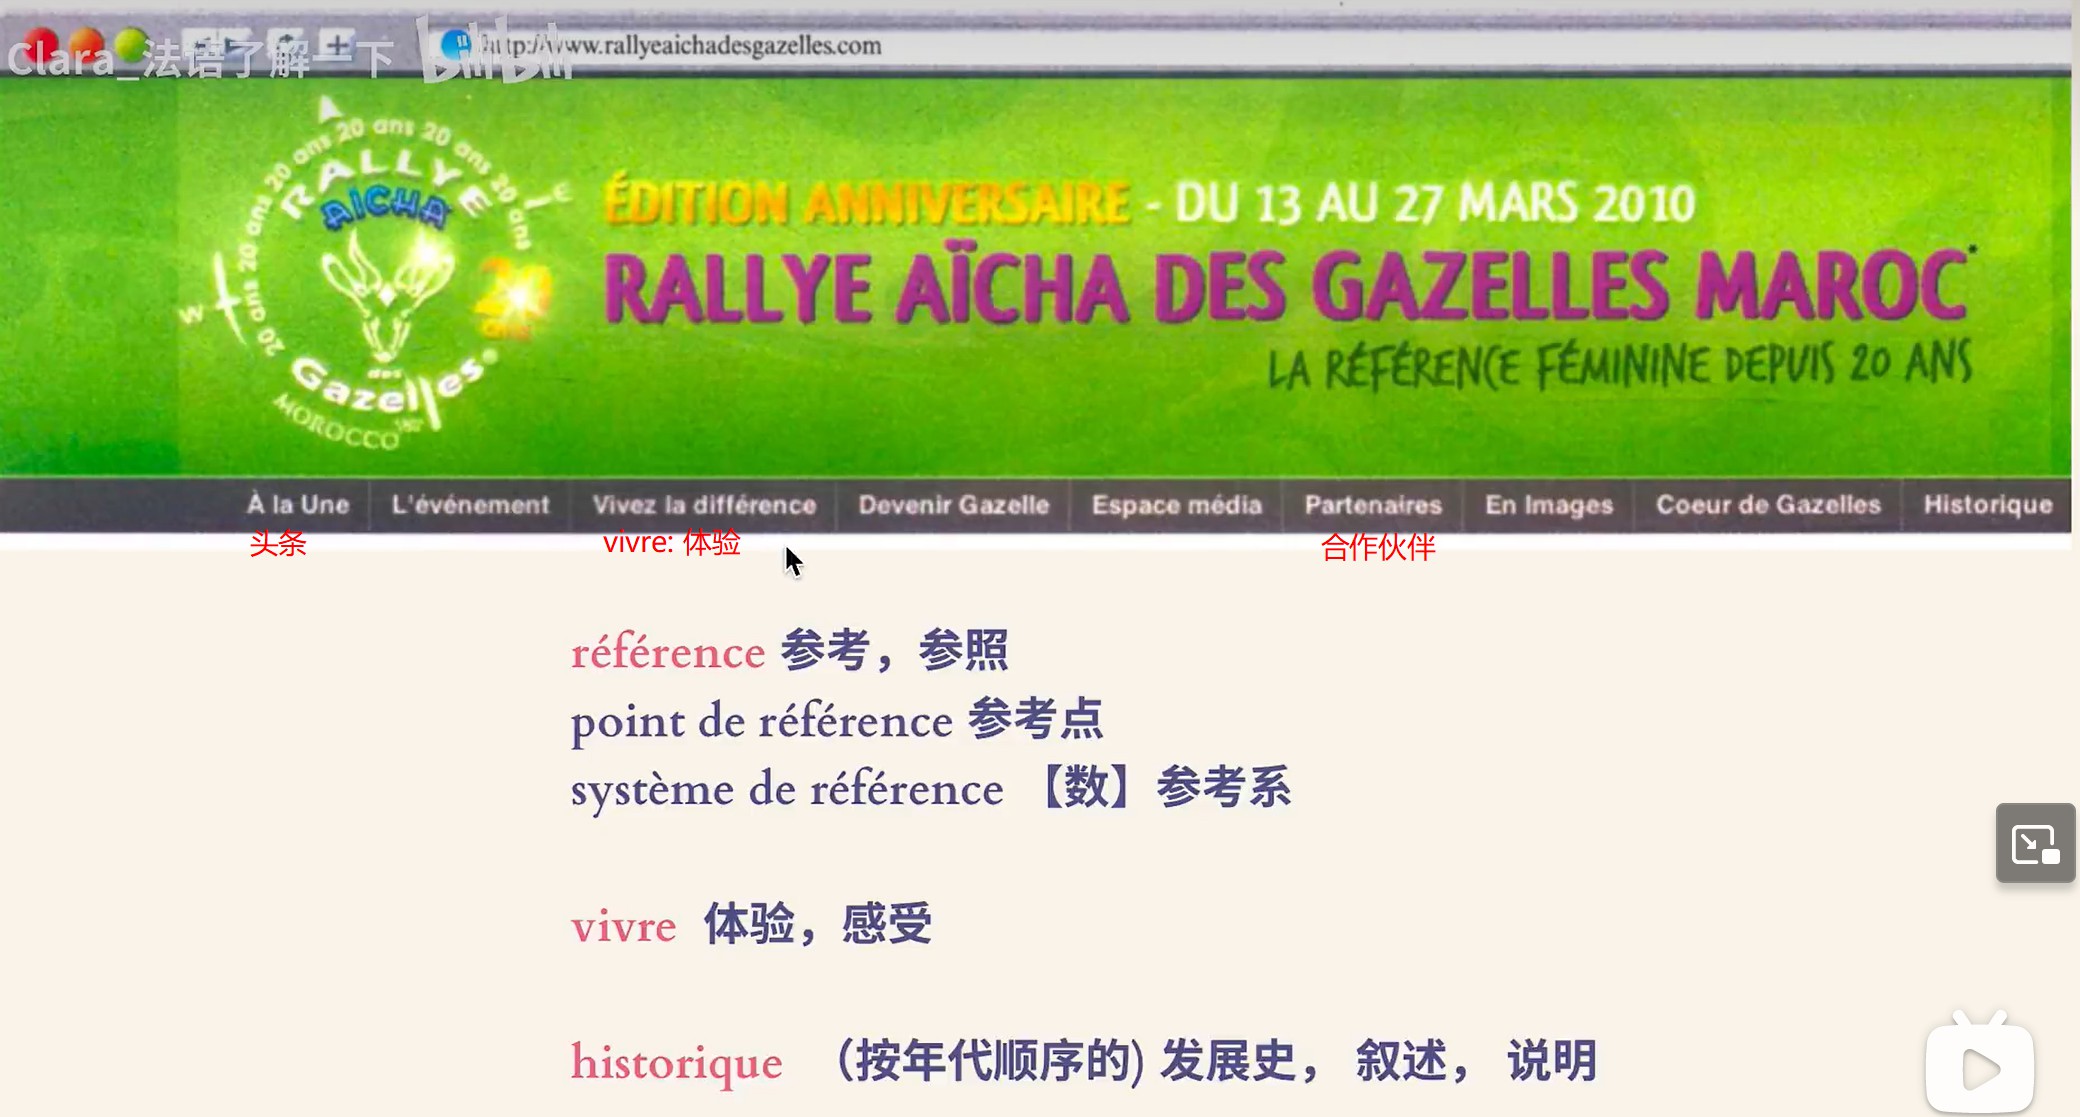 Clara_法语了解一下 bilibili
http://www.rallyeaichadesgazelles.com
20 ans 20 ans 20 ans 20 ans 20 ans 20 ans 20 ans
RALLYE
AICHA
des
Gazelles
MOROCCO
W
E
20
ans
ÉDITION ANNIVERSAIRE - DU 13 AU 27 MARS 2010
RALLYE AÏCHA DES GAZELLES MAROC*
LA RÉFÉRENCE FÉMININE DEPUIS 20 ANS
À la Une L'événement Vivez la différence Devenir Gazelle Espace média Partenaires En Images Coeur de Gazelles Historique
头条 vivre: 体验 合作伙伴
référence 参考，参照
point de référence 参考点
système de référence 【数】参考系
vivre 体验，感受
historique （按年代顺序的) 发展史， 叙述， 说明